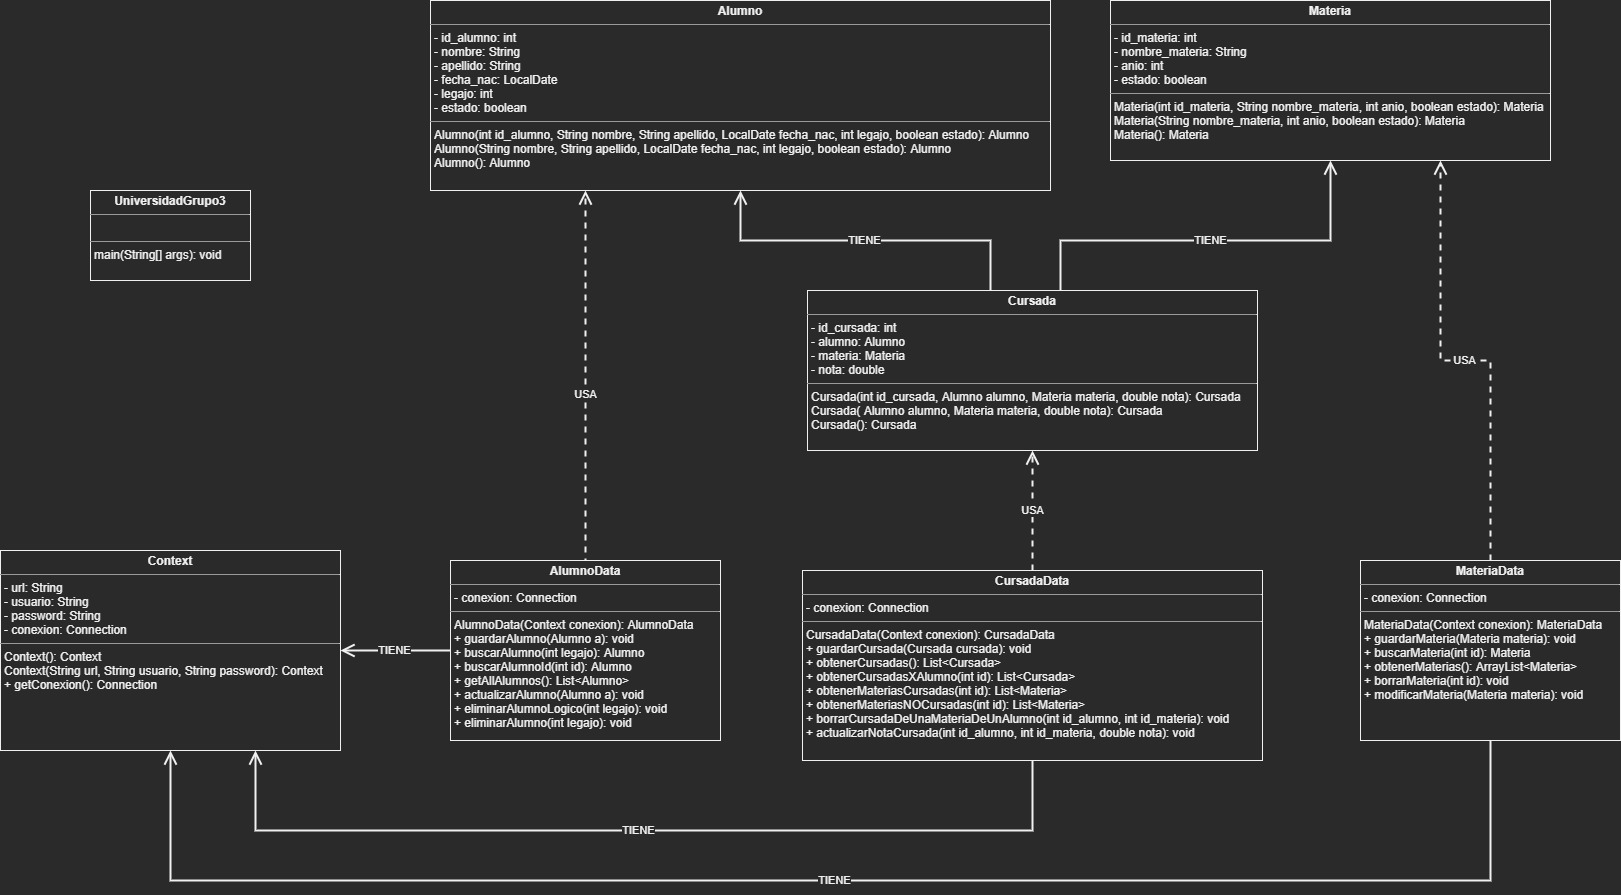 Alumno
- id_alumno: int
- nombre: String
- apellido: String
- fecha_nac: LocalDate
- legajo: int
- estado: boolean
Alumno(int id_alumno, String nombre, String apellido, LocalDate fecha_nac, int legajo, boolean estado): Alumno
Alumno(String nombre, String apellido, LocalDate fecha_nac, int legajo, boolean estado): Alumno
Alumno(): Alumno
Materia
- id_materia: int
- nombre_materia: String
- anio: int
- estado: boolean
Materia(int id_materia, String nombre_materia, int anio, boolean estado): Materia
Materia(String nombre_materia, int anio, boolean estado): Materia
Materia(): Materia
UniversidadGrupo3
main(String[] args): void
TIENE
TIENE
Cursada
- id_cursada: int
- alumno: Alumno
- materia: Materia
- nota: double
Cursada(int id_cursada, Alumno alumno, Materia materia, double nota): Cursada
Cursada( Alumno alumno, Materia materia, double nota): Cursada
Cursada(): Cursada
USA
USA
USA
Context
- url: String
- usuario: String
- password: String
- conexion: Connection
Context(): Context
Context(String url, String usuario, String password): Context
+ getConexion(): Connection
TIENE
AlumnoData
- conexion: Connection
AlumnoData(Context conexion): AlumnoData
+ guardarAlumno(Alumno a): void
+ buscarAlumno(int legajo): Alumno
+ buscarAlumnoId(int id): Alumno
+ getAllAlumnos(): List<Alumno>
+ actualizarAlumno(Alumno a): void
+ eliminarAlumnoLogico(int legajo): void
+ eliminarAlumno(int legajo): void
CursadaData
- conexion: Connection
CursadaData(Context conexion): CursadaData
+ guardarCursada(Cursada cursada): void
+ obtenerCursadas(): List<Cursada>
+ obtenerCursadasXAlumno(int id): List<Cursada>
+ obtenerMateriasCursadas(int id): List<Materia>
+ obtenerMateriasNOCursadas(int id): List<Materia>
+ borrarCursadaDeUnaMateriaDeUnAlumno(int id_alumno, int id_materia): void
+ actualizarNotaCursada(int id_alumno, int id_materia, double nota): void
MateriaData
- conexion: Connection
MateriaData(Context conexion): MateriaData
+ guardarMateria(Materia materia): void
+ buscarMateria(int id): Materia
+ obtenerMaterias(): ArrayList<Materia>
+ borrarMateria(int id): void
+ modificarMateria(Materia materia): void
TIENE
TIENE